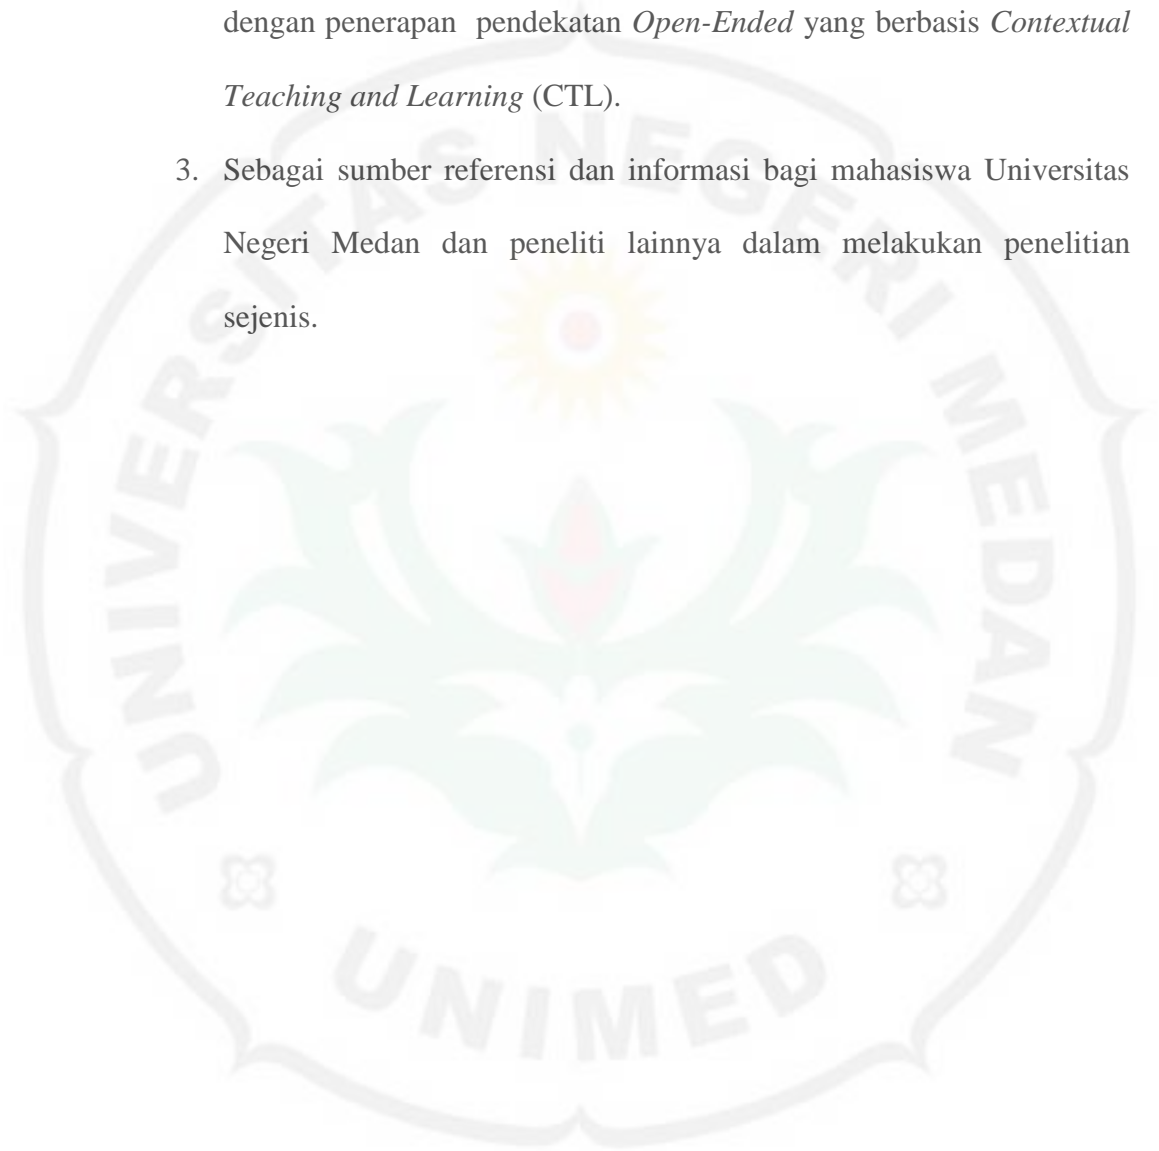 dengan penerapan pendekatan Open-Ended yang berbasis Contextual
Teaching and Learning (CTL).
3. Sebagai sumber referensi dan informasi bagi mahasiswa Universitas
Negeri Medan dan peneliti lainnya dalam melakukan penelitian
sejenis.
UNIVERSITAS NEGERI MEDAN
UNIMED